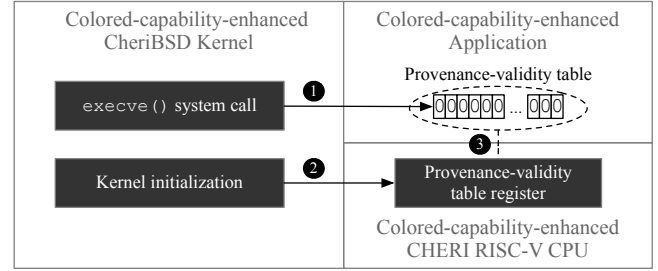 Colored-capability-enhanced
CheriBSD Kernel
execve() system call
Kernel initialization
1
2
Colored-capability-enhanced
Application
Provenance-validity table
000000 ... 000
3
Provenance-validity
table register
Colored-capability-enhanced
CHERI RISC-V CPU